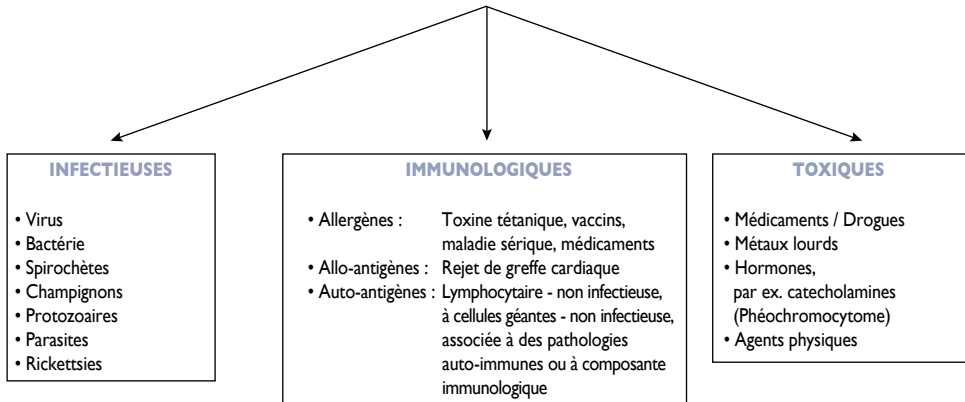 INFECTIEUSES
• Virus
• Bactérie
• Spirochètes
• Champignons
• Protozoaires
• Parasites
• Rickettsies
IMMUNOLOGIQUES
• Allergènes : Toxine tétanique, vaccins,
maladie sérique, médicaments
• Allo-antigènes : Rejet de greffe cardiaque
• Auto-antigènes : Lymphocytaire - non infectieuse,
à cellules géantes - non infectieuse,
associée à des pathologies
auto-immunes ou à composante
immunologique
TOXIQUES
• Médicaments / Drogues
• Métaux lourds
• Hormones,
par ex. catecholamines
(Phéochromocytome)
• Agents physiques